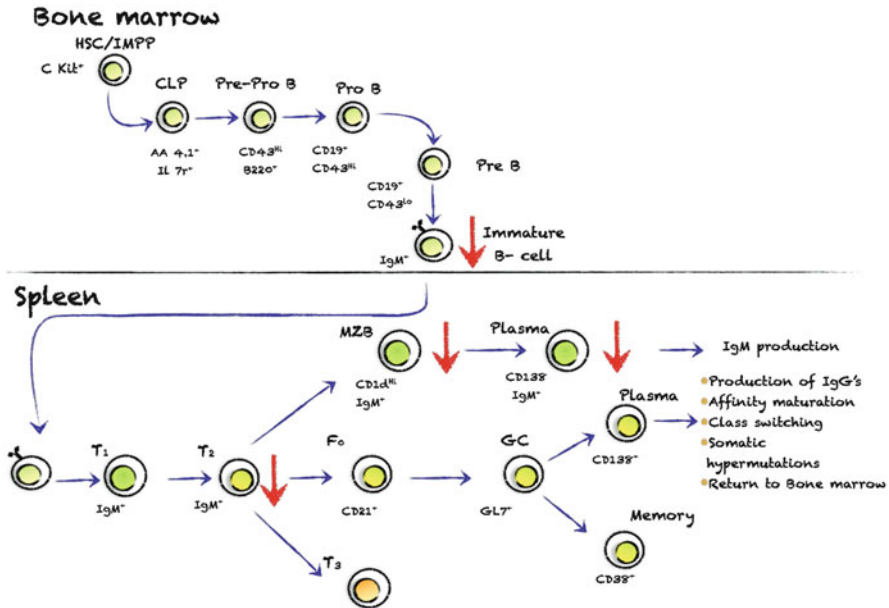 Bone marrow
HSC/IMPP
C Kit⁺
CLP
Pre-Pro B
Pro B
AA 4.1⁺
IL 7r⁺
CD43ᴴⁱ
B220⁺
CD19⁺
CD43ᴴⁱ
Pre B
CD19⁺
CD43ˡᵒ
Immature
B- cell
IgM⁺
Spleen
MZB
Plasma
IgM production
CD1dᴴⁱ
IgM⁺
CD138
IgM⁺
Production of IgG's
Affinity maturation
Class switching
Somatic
hypermutations
Return to Bone marrow
Plasma
CD138⁺
T₁
T₂
Fₒ
GC
IgM⁺
IgM⁺
CD21⁺
GL7⁺
T₃
Memory
CD38⁺